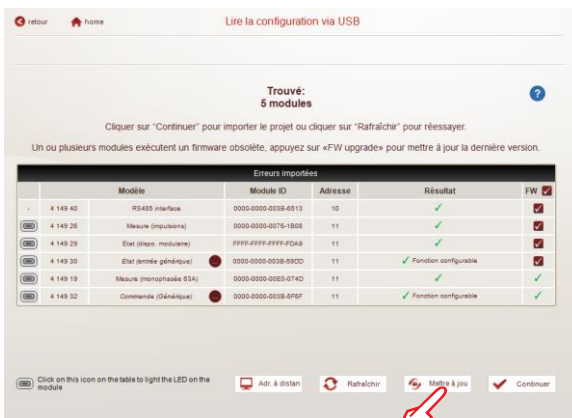 retour home Lire la configuration via USB
Trouvé:
5 modules
Cliquer sur "Continuer" pour importer le projet ou cliquer sur "Rafraîchir" pour réessayer.
Un ou plusieurs modules exécutent un firmware obsolète, appuyez sur «FW upgrade» pour mettre à jour la dernière version.
Erreurs importées
Modèle Module ID Adresse Résultat FW
- 4 149 40 RS485 interface 0000-0000-003B-6513 10
4 149 26 Mesure (impulsions) 0000-0000-0076-1B08 11
4 149 29 Etat (dispo. modulaire) FFFF-FFFF-FFFF-FDA9 11
4 149 30 Etat (entrée générique) ... 0000-0000-003B-59DD 11 Fonction configurable
4 149 19 Mesure (monophasée 63A) 0000-0000-00E0-074D 11
4 149 32 Commande (Générique) ... 0000-0000-003B-5F6F 11 Fonction configurable
Click on this icon on the table to light the LED on the
module
Adr. à distan Rafraîchir Mettre à jou Continuer